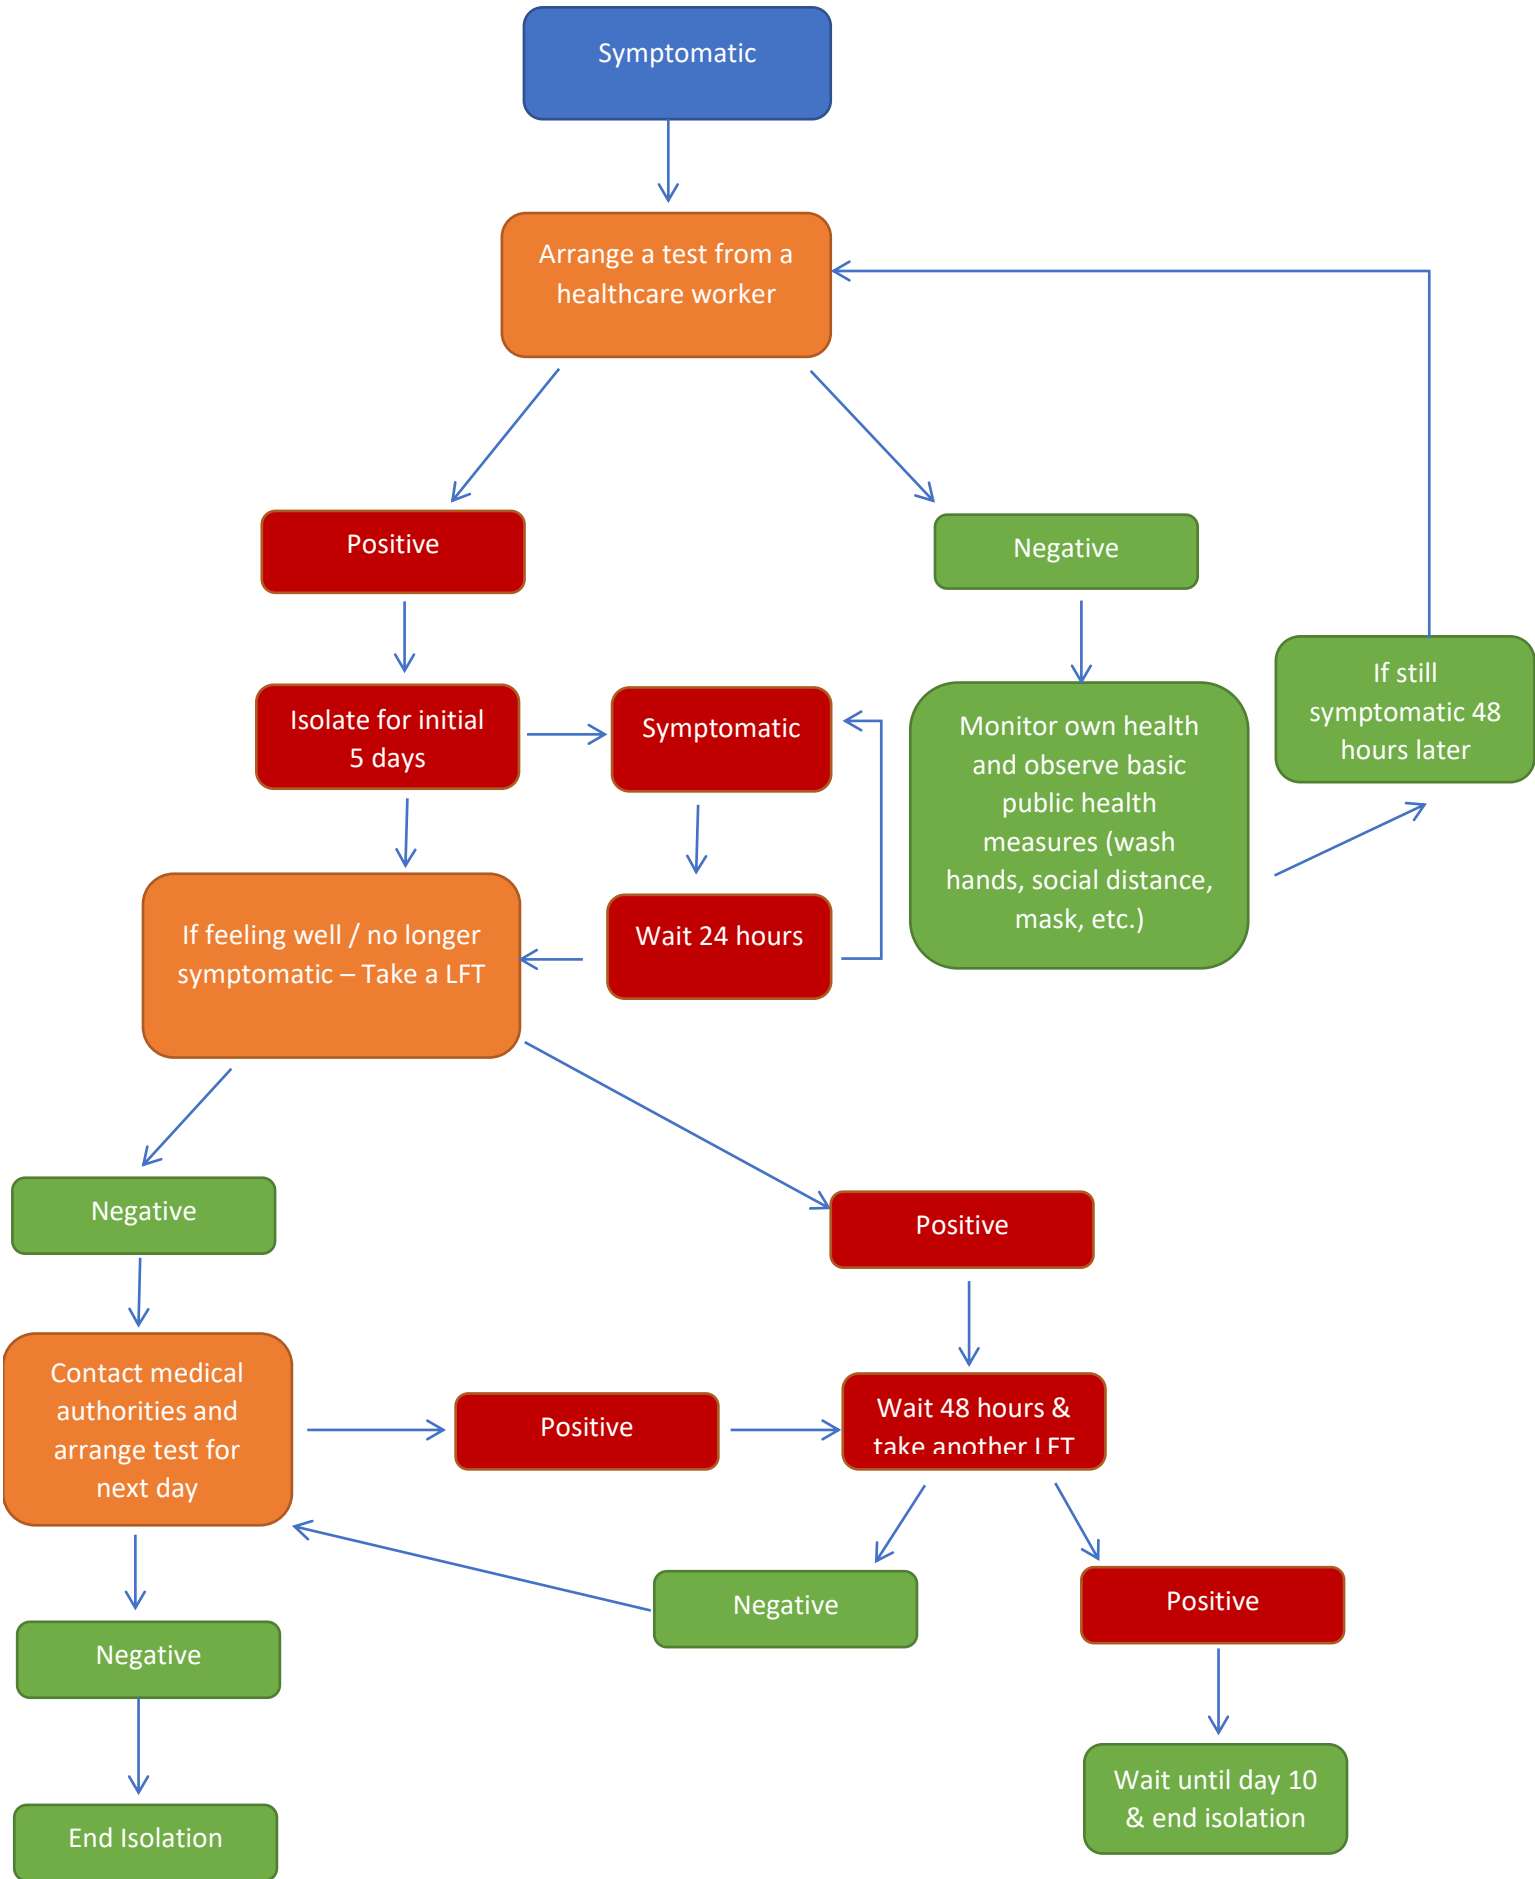 Symptomatic
Arrange a test from a
healthcare worker
Positive
Negative
If still
symptomatic 48
hours later
Isolate for initial
5 days
Symptomatic
Monitor own health
and observe basic
public health
measures (wash
hands, social distance,
mask, etc.)
If feeling well / no longer
symptomatic – Take a LFT
Wait 24 hours
Negative
Positive
Contact medical
authorities and
arrange test for
next day
Positive
Wait 48 hours &
take another LFT
Negative
Positive
Negative
Wait until day 10
& end isolation
End Isolation